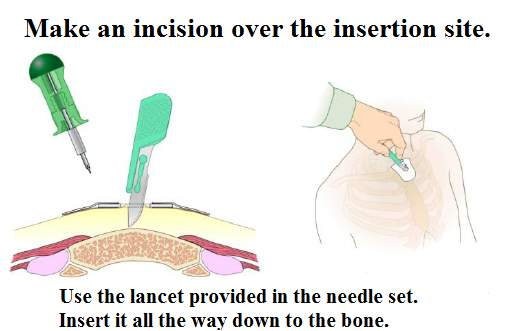 Make an incision over the insertion site.
Use the lancet provided in the needle set.
Insert it all the way down to the bone.